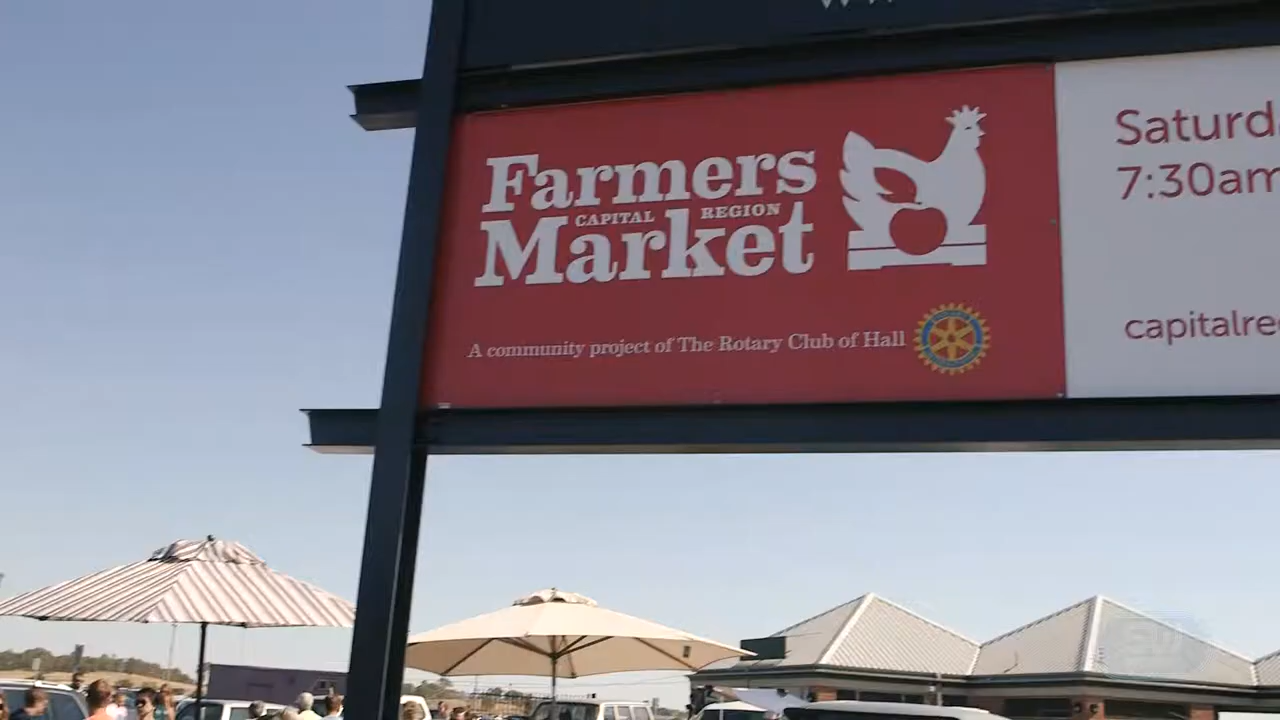 Farmers
CAPITAL REGION
Market
A community project of The Rotary Club of Hall
Saturd
7:30am
capitalre